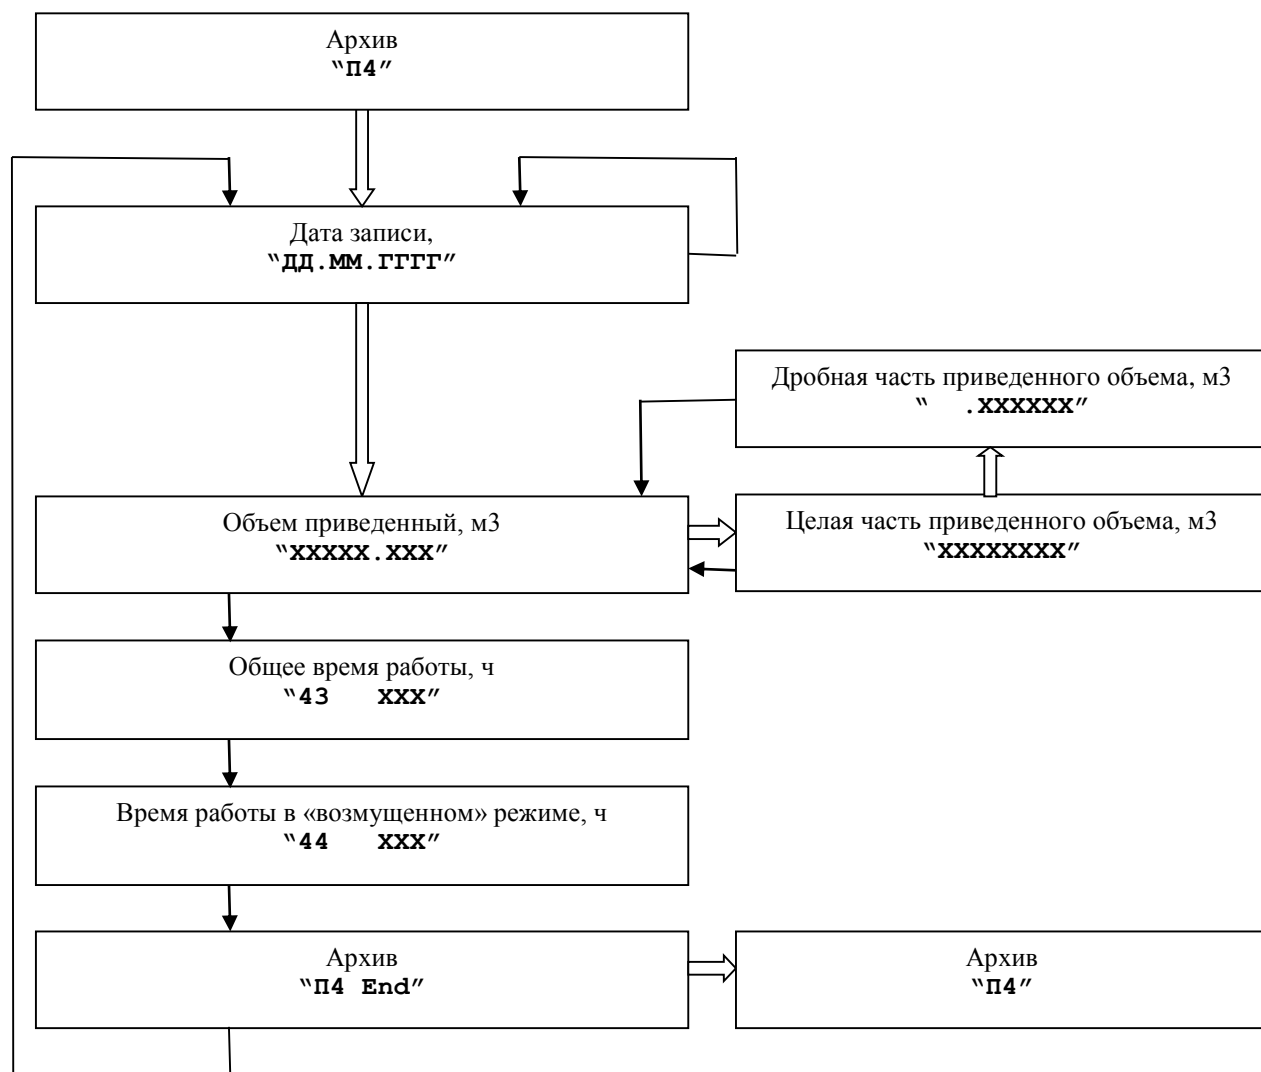 Архив
“П4”
Дата записи,
“ДД.ММ.ГГГГ”
Дробная часть приведенного объема, м3
“  .XXXXXX”
Объем приведенный, м3
“XXXXX.XXX”
Целая часть приведенного объема, м3
“XXXXXXXX”
Общее время работы, ч
“43   XXX”
Время работы в «возмущенном» режиме, ч
“44   XXX”
Архив
“П4 End”
Архив
“П4”